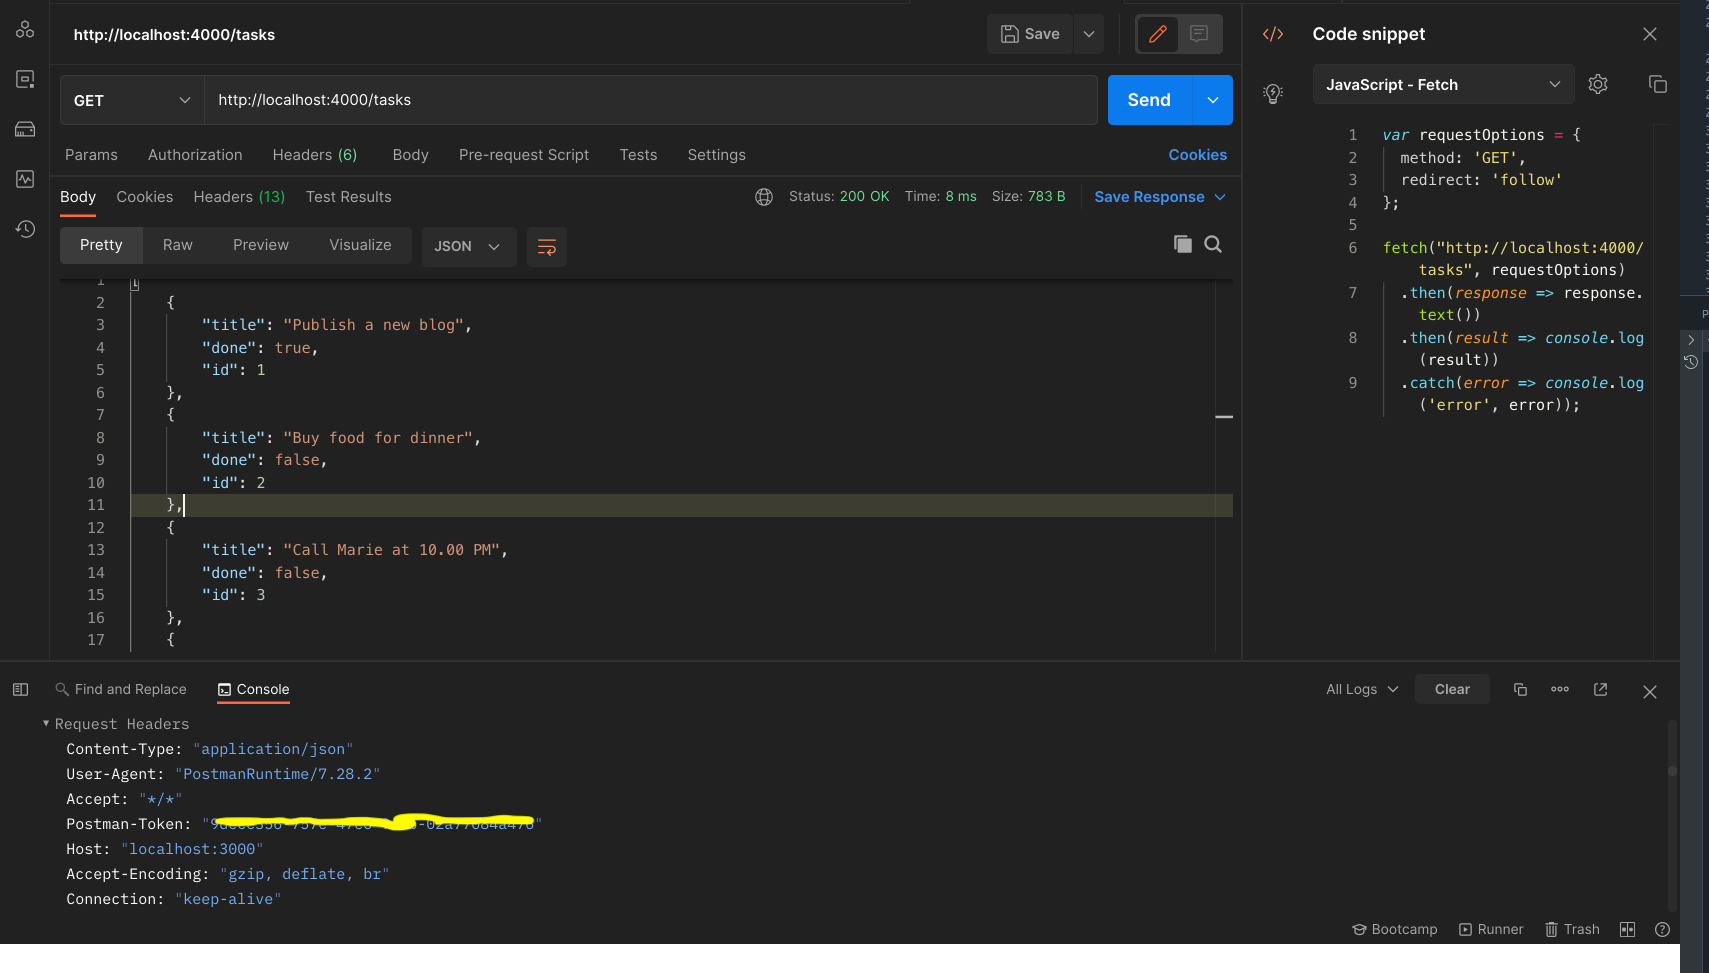 http://localhost:4000/tasks
Save
GET
http://localhost:4000/tasks
Send
Params Authorization Headers (6) Body Pre-request Script Tests Settings Cookies
Body Cookies Headers (13) Test Results Status: 200 OK Time: 8 ms Size: 783 B Save Response
Pretty Raw Preview Visualize JSON
1 [
2 {
3 "title": "Publish a new blog",
4 "done": true,
5 "id": 1
6 },
7 {
8 "title": "Buy food for dinner",
9 "done": false,
10 "id": 2
11 },
12 {
13 "title": "Call Marie at 10.00 PM",
14 "done": false,
15 "id": 3
16 },
17 {
Code snippet
JavaScript - Fetch
1 var requestOptions = {
2 method: 'GET',
3 redirect: 'follow'
4 };
5
6 fetch("http://localhost:4000/
tasks", requestOptions)
7 .then(response => response.
text())
8 .then(result => console.log
(result))
9 .catch(error => console.log
('error', error));
Find and Replace Console All Logs Clear
Request Headers
Content-Type: "application/json"
User-Agent: "PostmanRuntime/7.28.2"
Accept: "*/*"
Postman-Token:
Host: "localhost:3000"
Accept-Encoding: "gzip, deflate, br"
Connection: "keep-alive"
Bootcamp Runner Trash